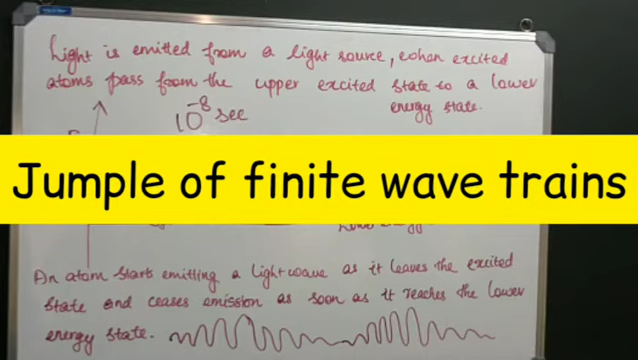 Light is emitted from a light source, when excited
atoms pass from the upper excited state to a lower
energy state.
10⁻⁸ sec
Jumple of finite wave trains
An atom starts emitting a light wave as it leaves the excited
state and ceases emission as soon as it reaches the lower
energy state.